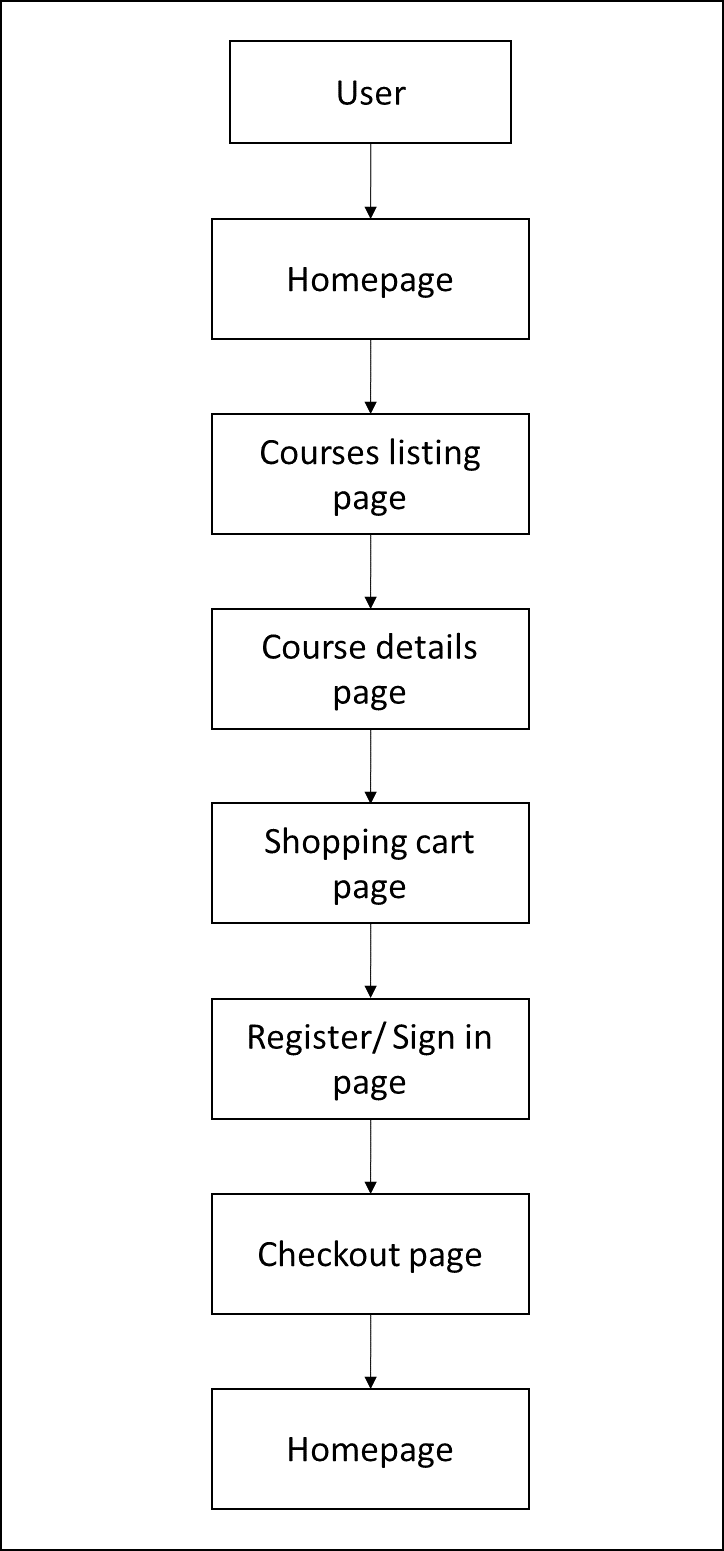 User
Homepage
Courses listing
page
Course details
page
Shopping cart
page
Register/ Sign in
page
Checkout page
Homepage